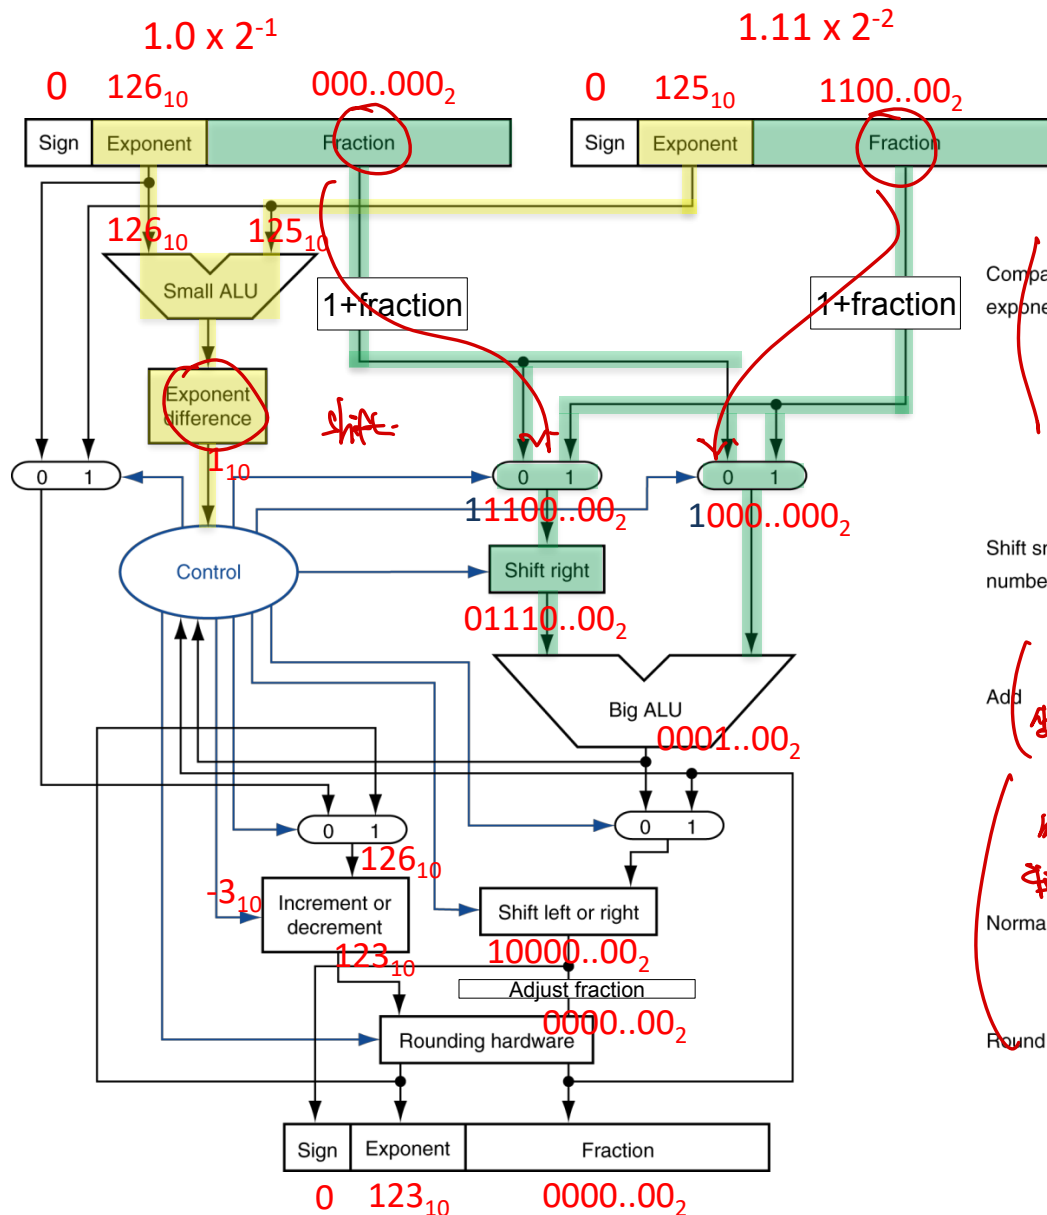 1.0 x 2⁻¹
1.11 x 2⁻²
0
126₁₀
000..000₂
0
125₁₀
1100..00₂
Sign
Exponent
Fraction
Sign
Exponent
Fraction
126₁₀
125₁₀
Small ALU
1+fraction
1+fraction
Compa
expone
Exponent
difference
shift
1₁₀
0 1
0 1
0 1
11100..00₂
1000..000₂
Control
Shift right
Shift sm
numbe
01110..00₂
Add
Big ALU
0001..00₂
0 1
0 1
126₁₀
-3₁₀
Increment or
decrement
Shift left or right
Norma
123₁₀
10000..00₂
Adjust fraction
0000..00₂
Rounding hardware
Round
Sign
Exponent
Fraction
0
123₁₀
0000..00₂